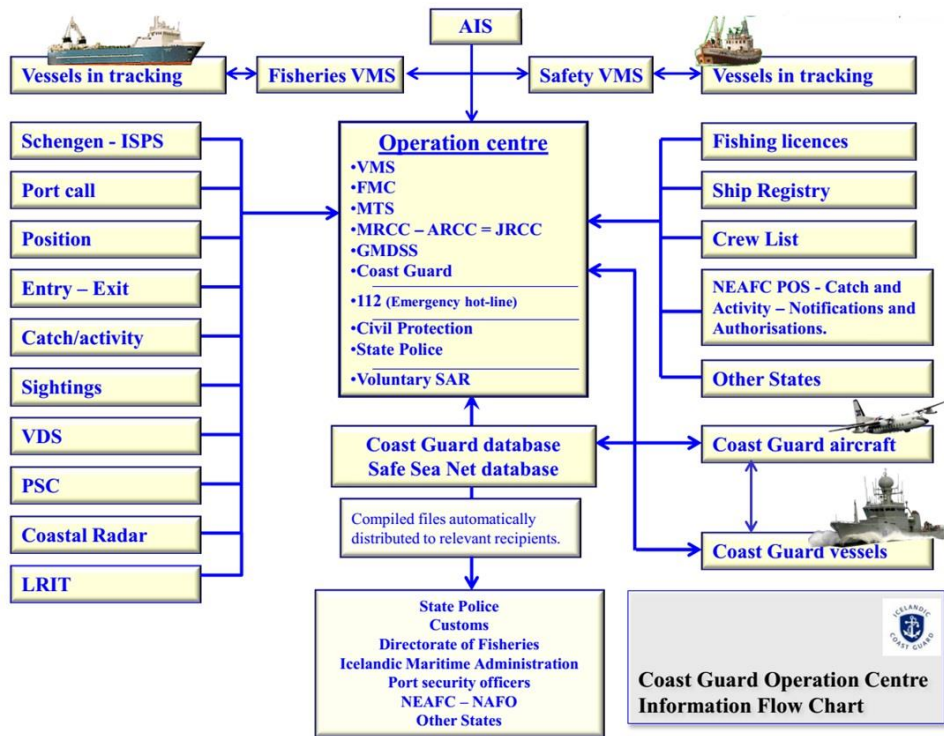 AIS
Vessels in tracking
Fisheries VMS
Safety VMS
Vessels in tracking
Schengen - ISPS
Port call
Position
Entry – Exit
Catch/activity
Sightings
VDS
PSC
Coastal Radar
LRIT
Operation centre
•VMS
•FMC
•MTS
•MRCC – ARCC = JRCC
•GMDSS
•Coast Guard
•112 (Emergency hot-line)
•Civil Protection
•State Police
•Voluntary SAR
Fishing licences
Ship Registry
Crew List
NEAFC POS - Catch and
Activity – Notifications and
Authorisations.
Other States
Coast Guard database
Safe Sea Net database
Coast Guard aircraft
Coast Guard vessels
Compiled files automatically
distributed to relevant recipients.
State Police
Customs
Directorate of Fisheries
Icelandic Maritime Administration
Port security officers
NEAFC – NAFO
Other States
ICELANDIC
COAST GUARD
Coast Guard Operation Centre
Information Flow Chart